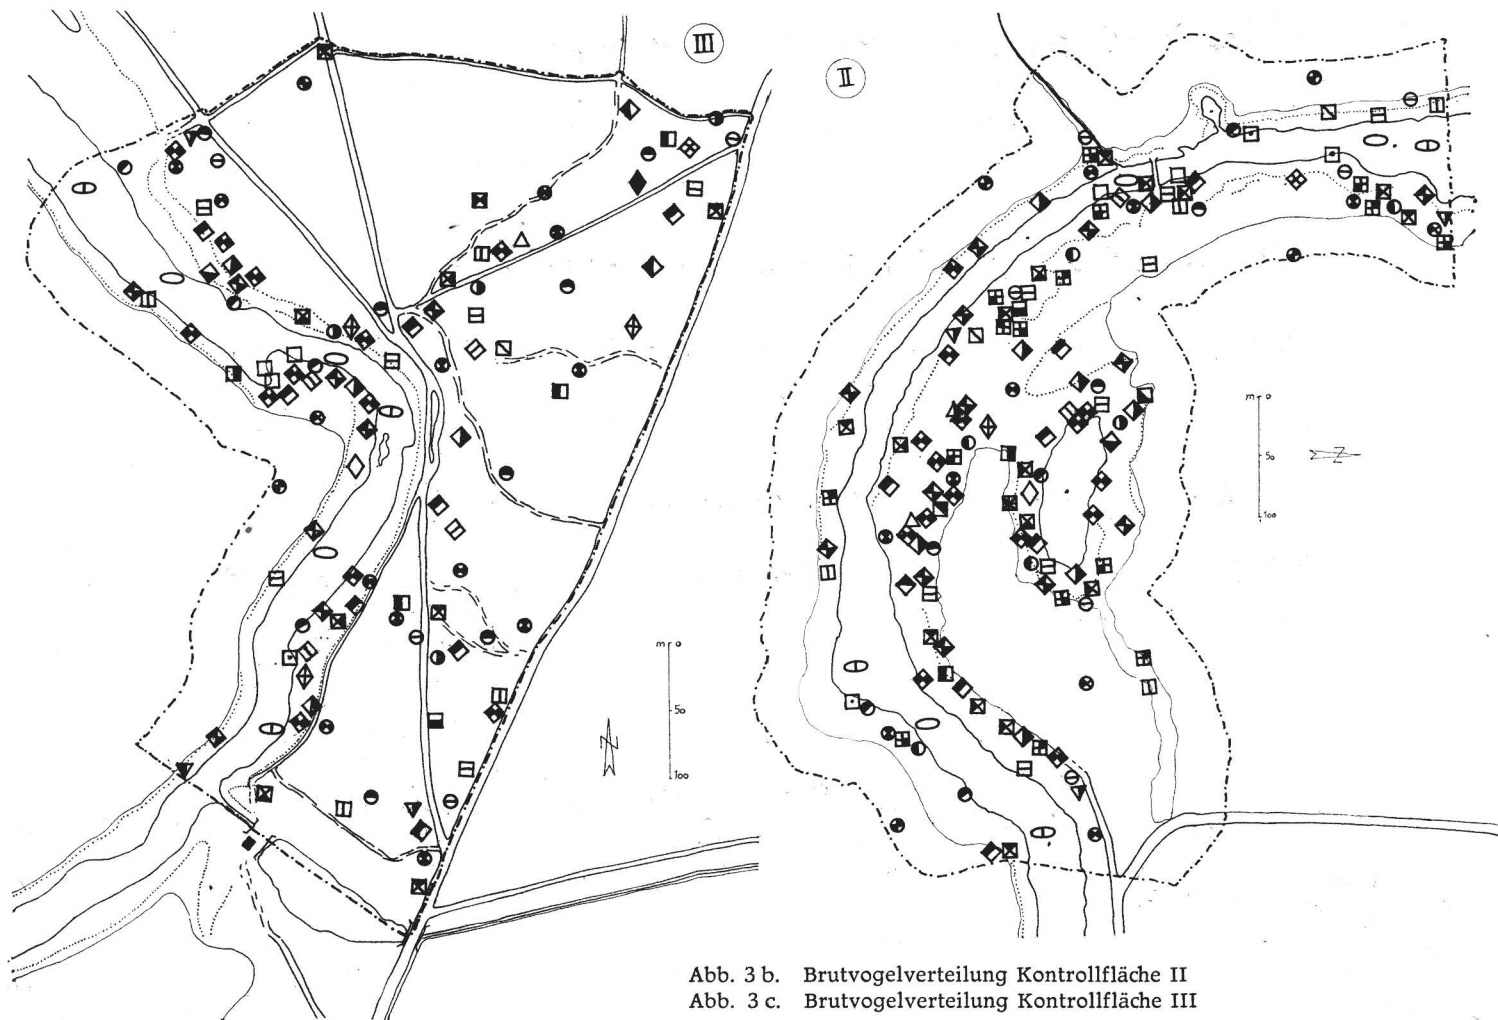 III
II
m 0
50
100
N
m 0
50
100
N
Abb. 3 b. Brutvogelverteilung Kontrollfläche II
Abb. 3 c. Brutvogelverteilung Kontrollfläche III